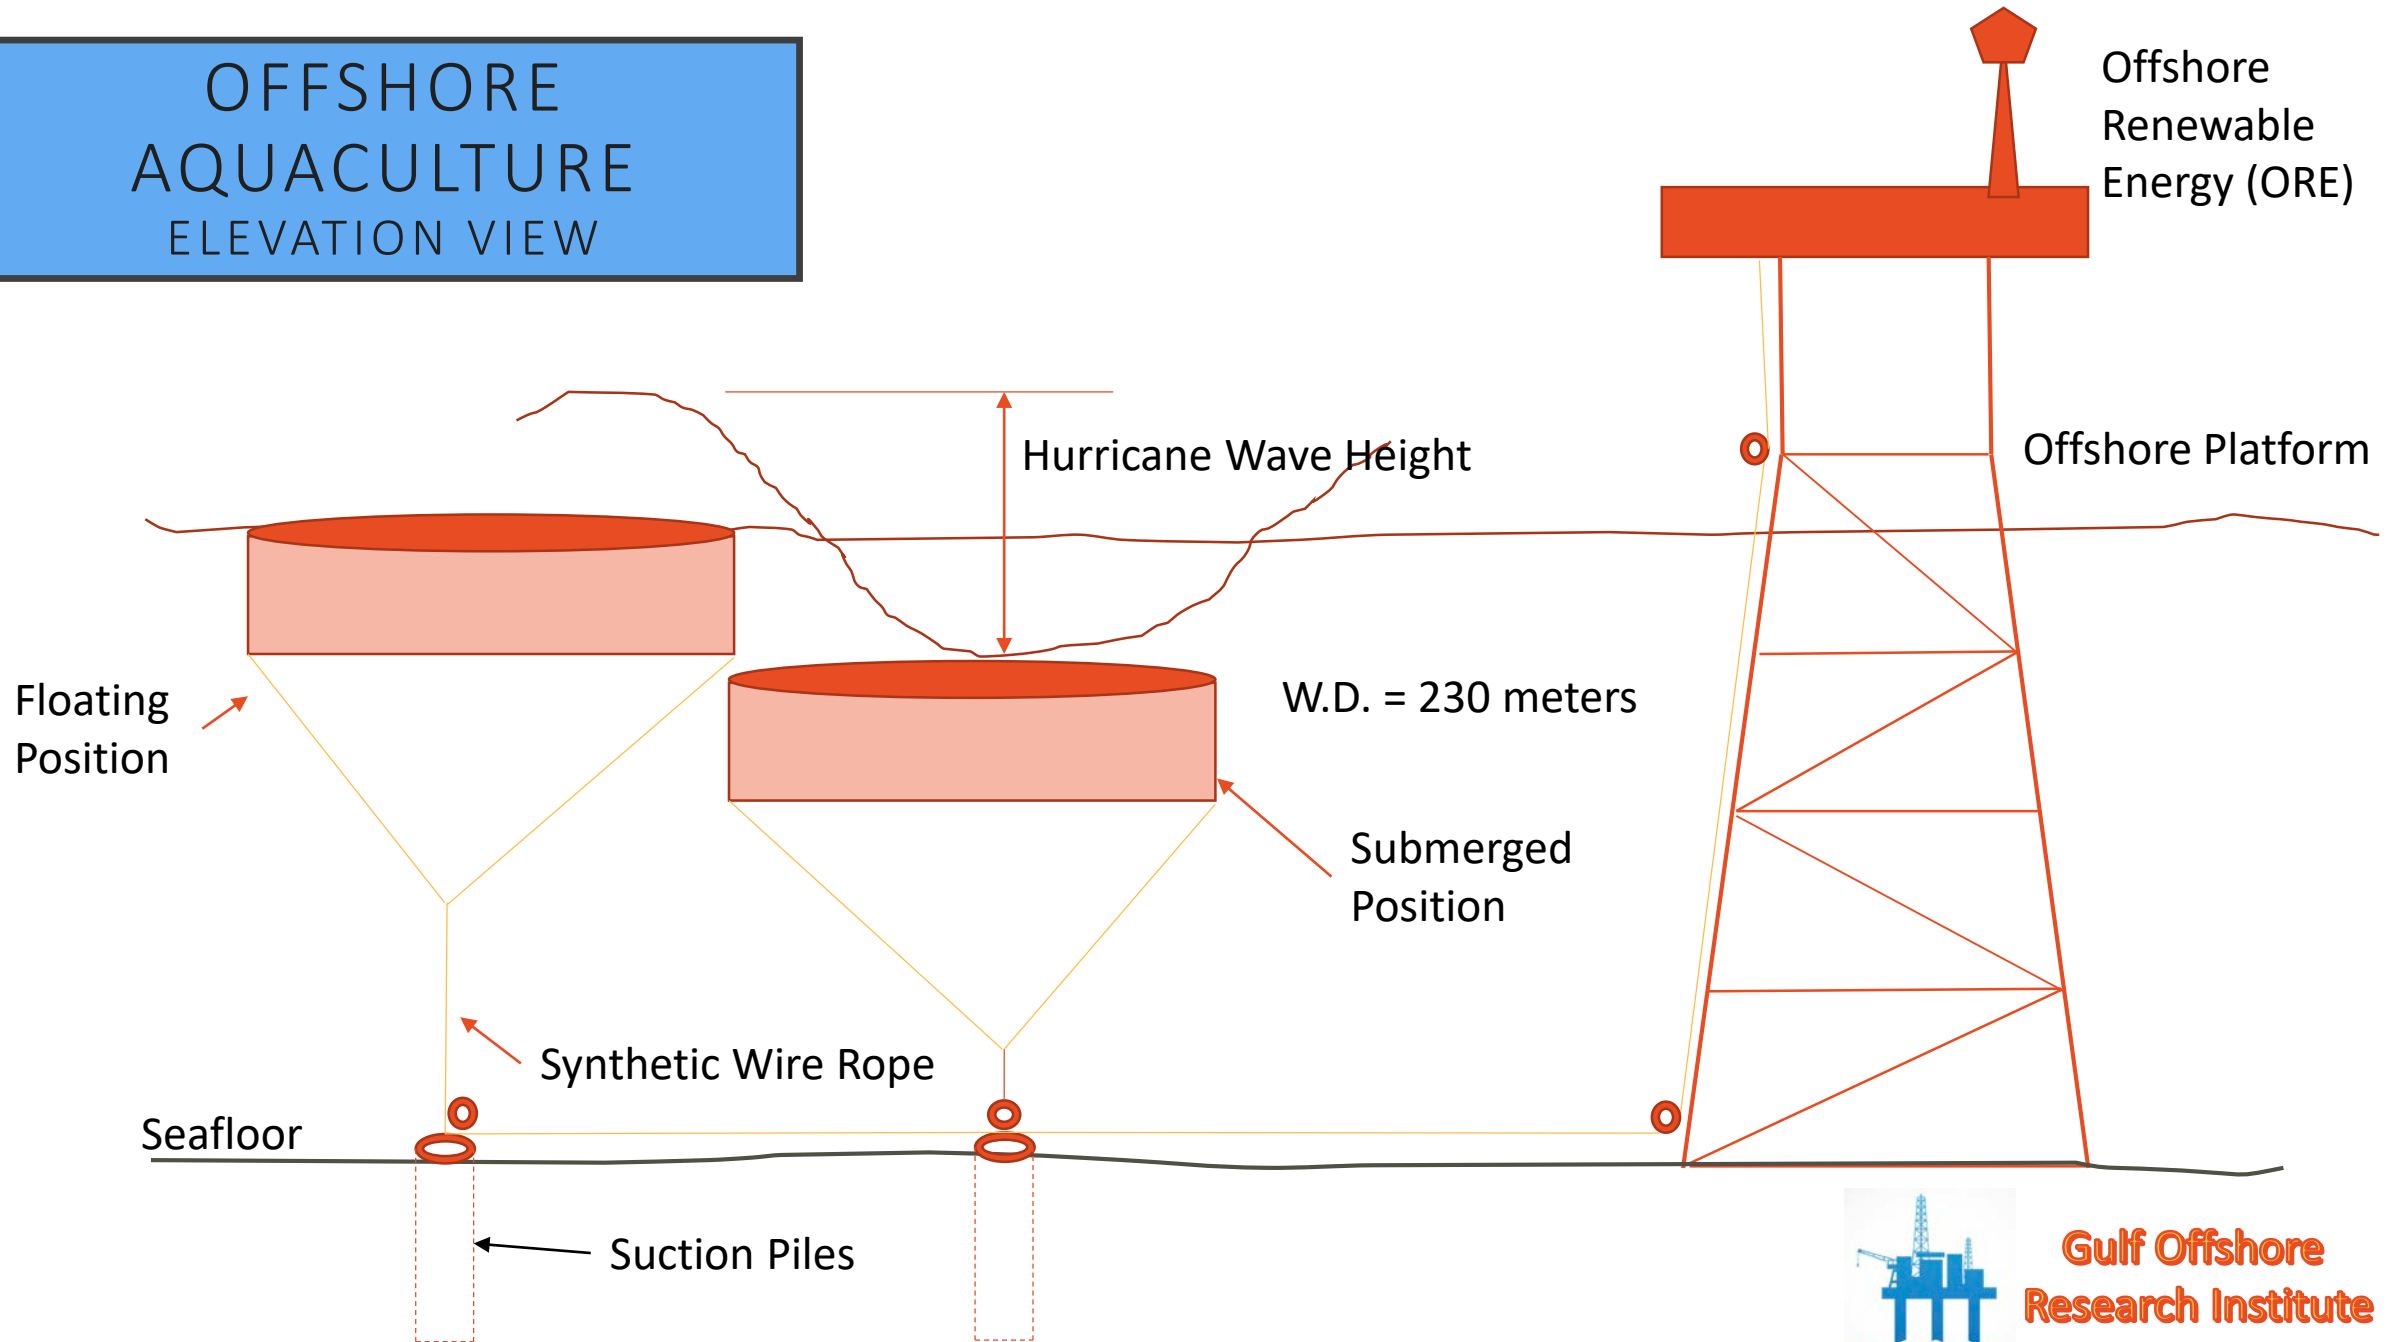 OFFSHORE
AQUACULTURE
ELEVATION VIEW
Offshore
Renewable
Energy (ORE)
Hurricane Wave Height
Offshore Platform
Floating
Position
W.D. = 230 meters
Submerged
Position
Synthetic Wire Rope
Seafloor
Suction Piles
Gulf Offshore
Research Institute